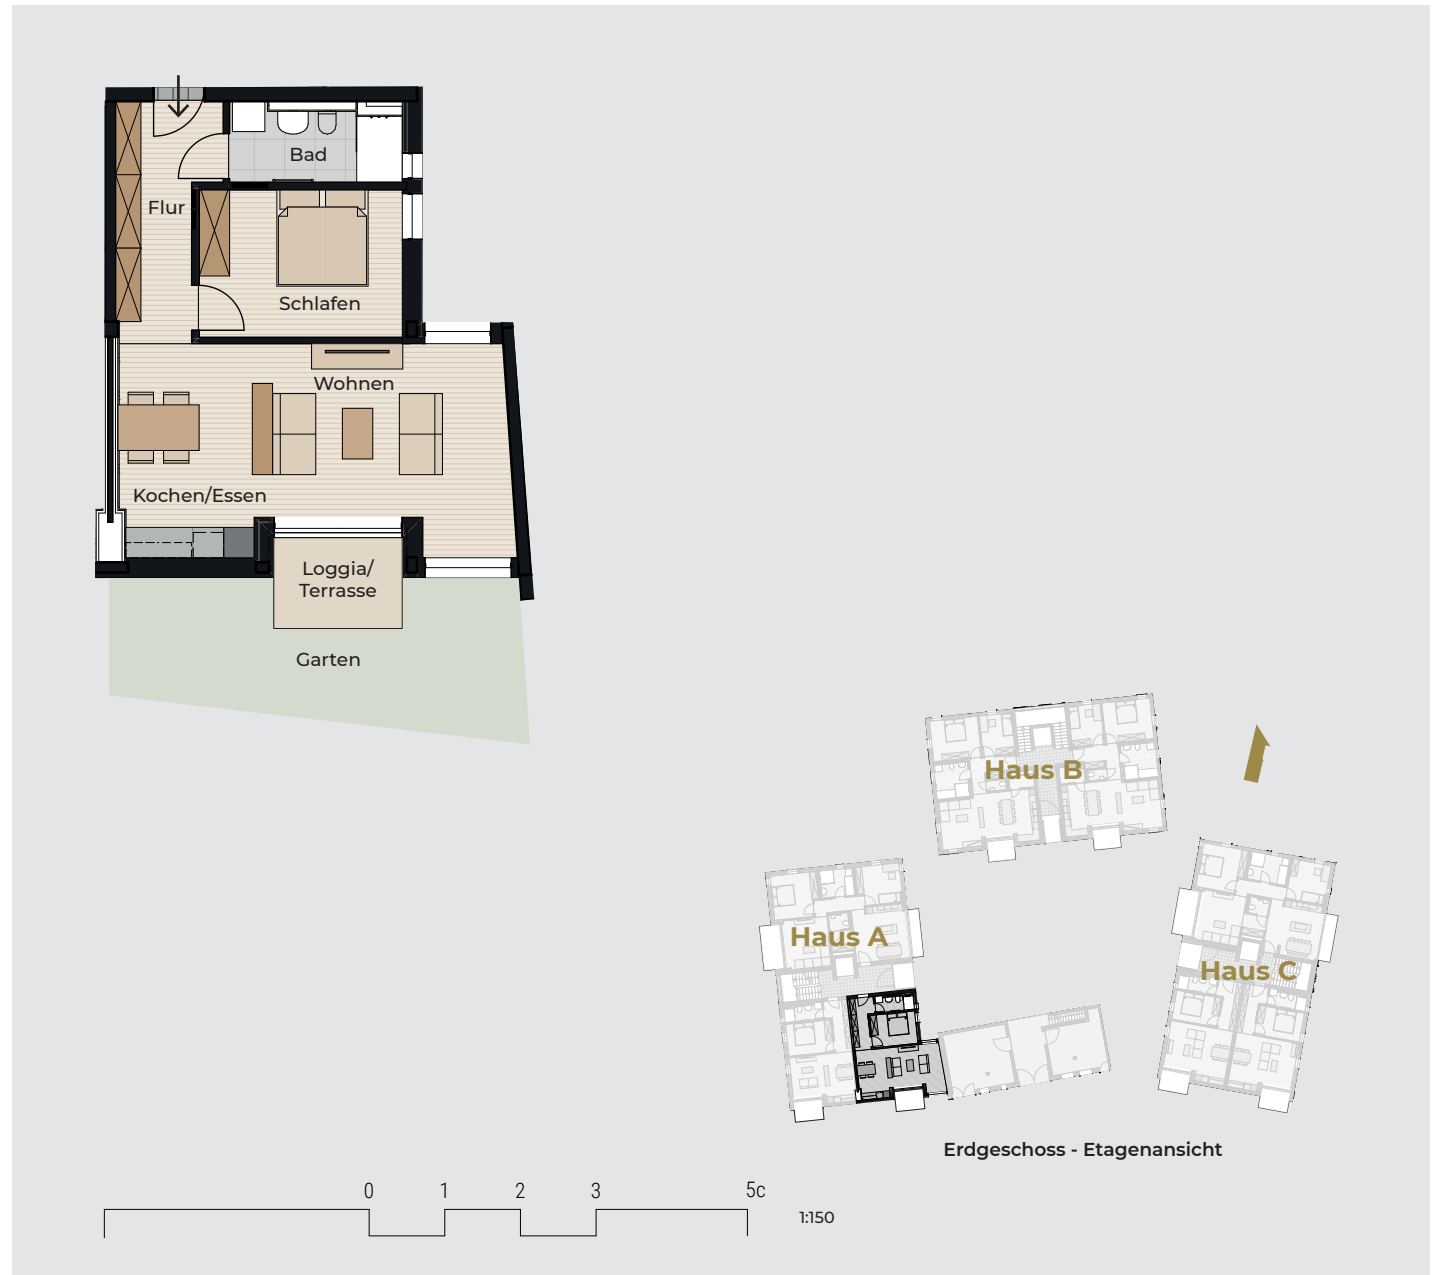 Bad
Flur
Schlafen
Wohnen
Kochen/Essen
Loggia/
Terrasse
Garten
Haus B
Haus A
Haus C
Erdgeschoss - Etagenansicht
0 1 2 3 5c
1:150